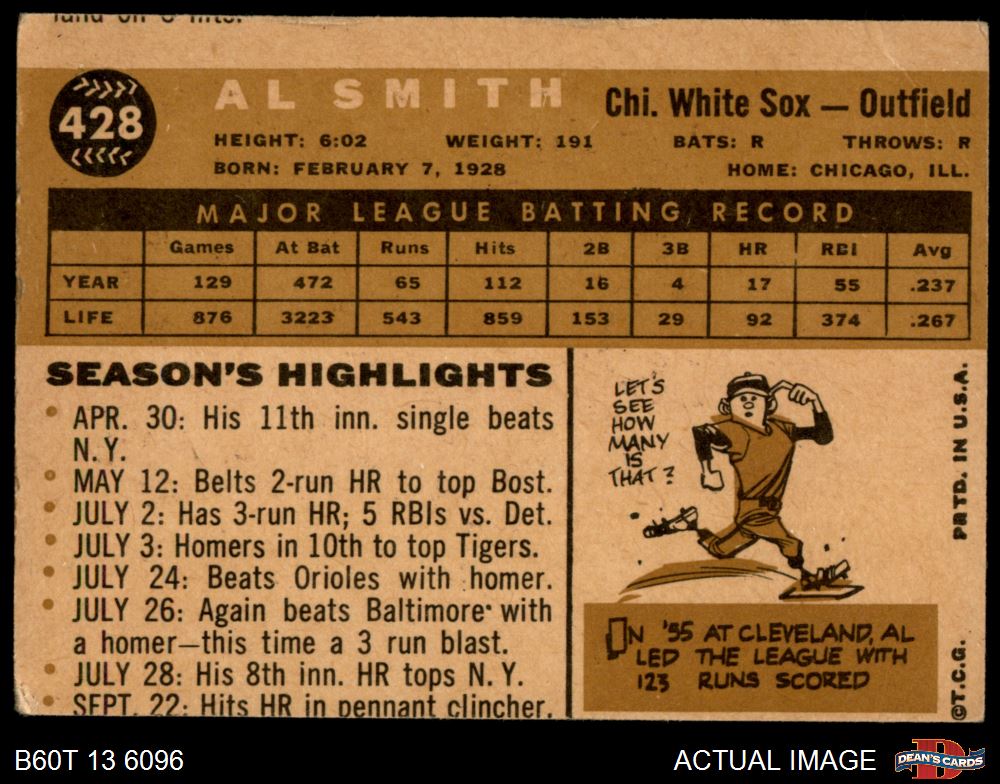 428
AL SMITH
Chi. White Sox — Outfield
HEIGHT: 6:02 WEIGHT: 191 BATS: R THROWS: R
BORN: FEBRUARY 7, 1928 HOME: CHICAGO, ILL.
MAJOR LEAGUE BATTING RECORD
Games At Bat Runs Hits 2B 3B HR RBI Avg
YEAR 129 472 65 112 16 4 17 55 .237
LIFE 876 3223 543 859 153 29 92 374 .267
SEASON'S HIGHLIGHTS
• APR. 30: His 11th inn. single beats
N.Y.
• MAY 12: Belts 2-run HR to top Bost.
• JULY 2: Has 3-run HR; 5 RBIs vs. Det.
• JULY 3: Homers in 10th to top Tigers.
• JULY 24: Beats Orioles with homer.
• JULY 26: Again beats Baltimore with
a homer—this time a 3 run blast.
• JULY 28: His 8th inn. HR tops N.Y.
• SEPT. 22: Hits HR in pennant clincher.
LET'S
SEE
HOW
MANY
IS
THAT?
IN '55 AT CLEVELAND, AL
LED THE LEAGUE WITH
123 RUNS SCORED
©T.C.G. PRTD. IN U.S.A.
B60T 13 6096
ACTUAL IMAGE
DEAN'S CARDS